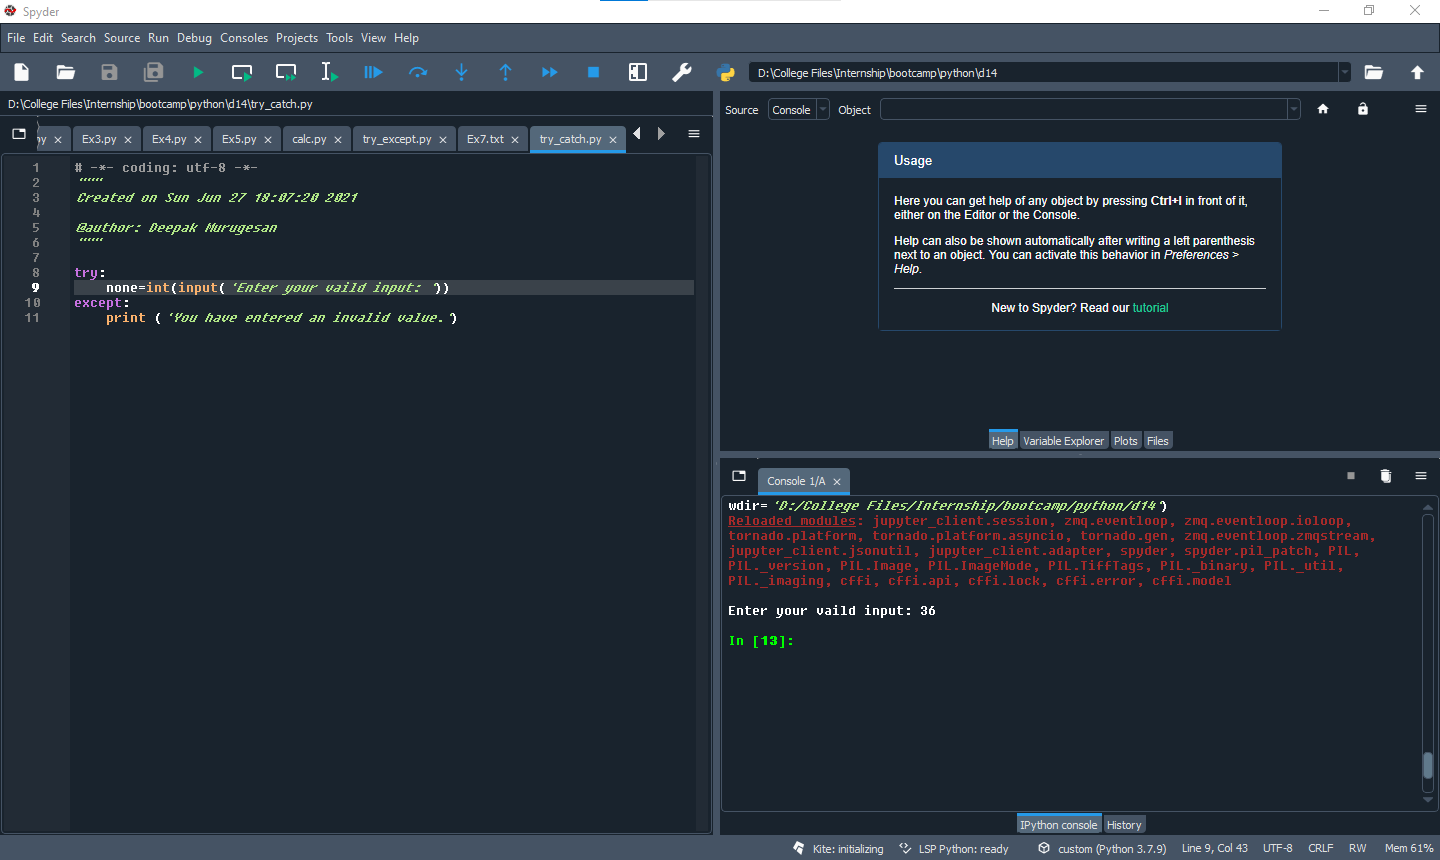 Spyder
File Edit Search Source Run Debug Consoles Projects Tools View Help
D:\College Files\Internship\bootcamp\python\d14
D:\College Files\Internship\bootcamp\python\d14\try_catch.py
Ex3.py Ex4.py Ex5.py calc.py try_except.py Ex7.txt try_catch.py
1 # -*- coding: utf-8 -*-
2 """
3 Created on Sun Jun 27 18:07:20 2021
4
5 @author: Deepak Murugesan
6 """
7
8 try:
9 none=int(input('Enter your vaild input: '))
10 except:
11 print ('You have entered an invalid value.')
Source Console Object
Usage
Here you can get help of any object by pressing Ctrl+I in front of it,
either on the Editor or the Console.
Help can also be shown automatically after writing a left parenthesis
next to an object. You can activate this behavior in Preferences >
Help.
New to Spyder? Read our tutorial
Help Variable Explorer Plots Files
Console 1/A
wdir='D:/College Files/Internship/bootcamp/python/d14')
Reloaded modules: jupyter_client.session, zmq.eventloop, zmq.eventloop.ioloop,
tornado.platform, tornado.platform.asyncio, tornado.gen, zmq.eventloop.zmqstream,
jupyter_client.jsonutil, jupyter_client.adapter, spyder, spyder.pil_patch, PIL,
PIL._version, PIL.Image, PIL.ImageMode, PIL.TiffTags, PIL._binary, PIL._util,
PIL._imaging, cffi, cffi.api, cffi.lock, cffi.error, cffi.model
Enter your vaild input: 36
In [13]:
IPython console History
Kite: initializing LSP Python: ready custom (Python 3.7.9) Line 9, Col 43 UTF-8 CRLF RW Mem 61%